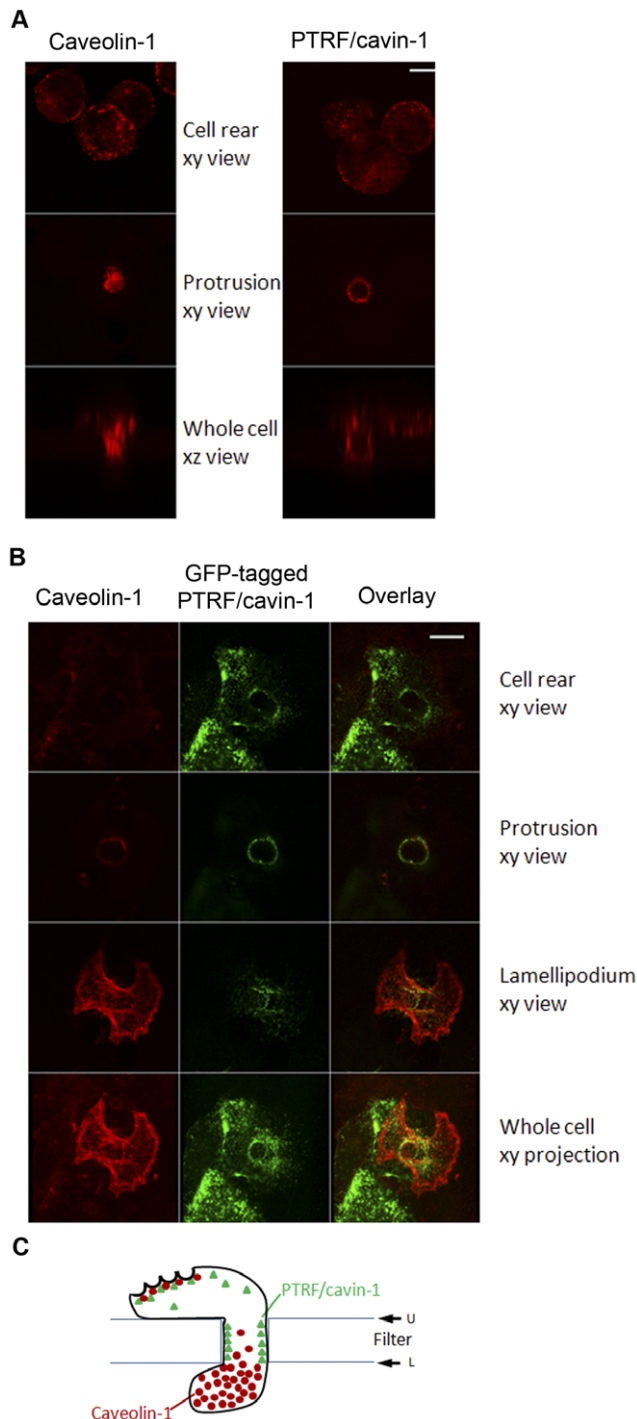 A
Caveolin-1
PTRF/cavin-1
Cell rear
xy view
Protrusion
xy view
Whole cell
xz view
B
Caveolin-1
GFP-tagged
PTRF/cavin-1
Overlay
Cell rear
xy view
Protrusion
xy view
Lamellipodium
xy view
Whole cell
xy projection
C
PTRF/cavin-1
U
Filter
L
Caveolin-1